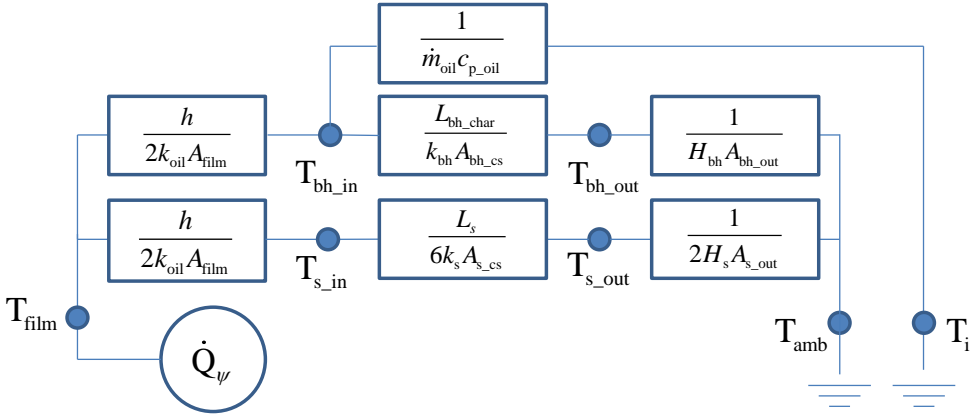 1 / ṁ_oil c_p_oil
h / 2k_oil A_film
L_bh_char / k_bh A_bh_cs
1 / H_bh A_bh_out
T_bh_in
T_bh_out
h / 2k_oil A_film
L_s / 6k_s A_s_cs
1 / 2H_s A_s_out
T_s_in
T_s_out
T_film
T_amb
T_i
Q̇_ψ